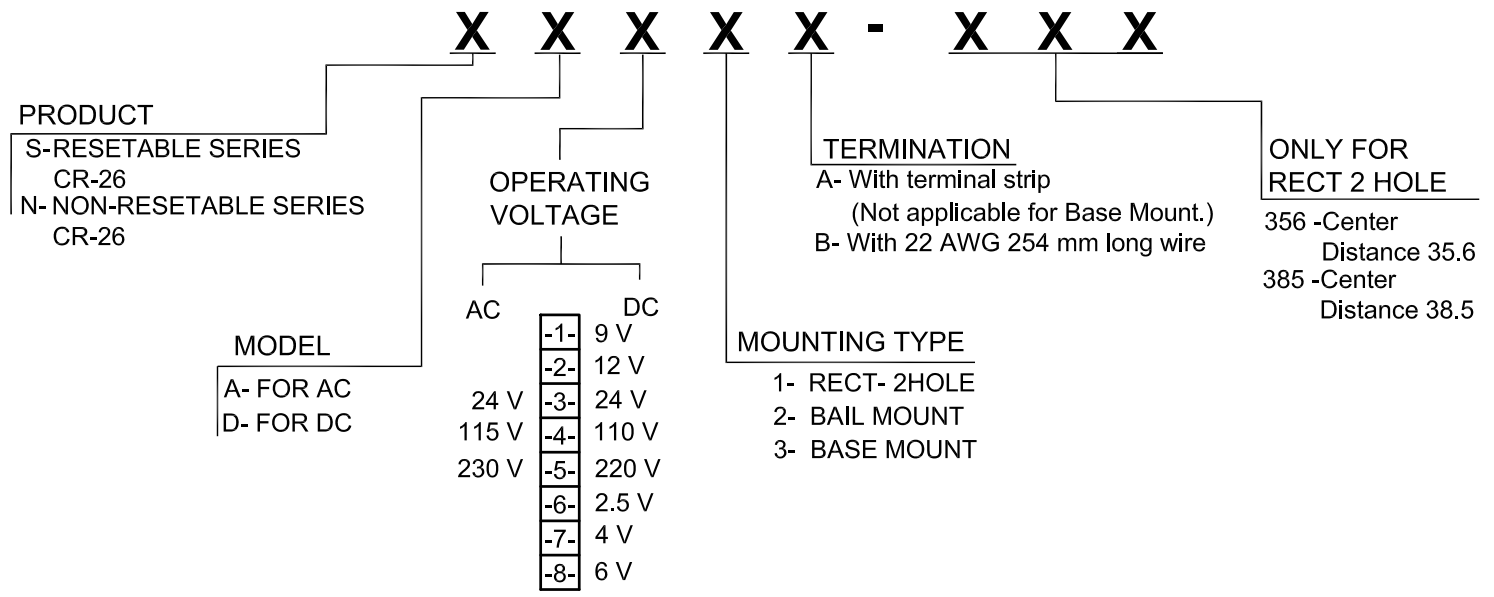 X X X X X - X X X
PRODUCT
S-RESETABLE SERIES
CR-26
N- NON-RESETABLE SERIES
CR-26
MODEL
A- FOR AC
D- FOR DC
OPERATING
VOLTAGE
AC DC
-1- 9 V
-2- 12 V
24 V -3- 24 V
115 V -4- 110 V
230 V -5- 220 V
-6- 2.5 V
-7- 4 V
-8- 6 V
MOUNTING TYPE
1- RECT- 2HOLE
2- BAIL MOUNT
3- BASE MOUNT
TERMINATION
A- With terminal strip
(Not applicable for Base Mount.)
B- With 22 AWG 254 mm long wire
ONLY FOR
RECT 2 HOLE
356 -Center
Distance 35.6
385 -Center
Distance 38.5